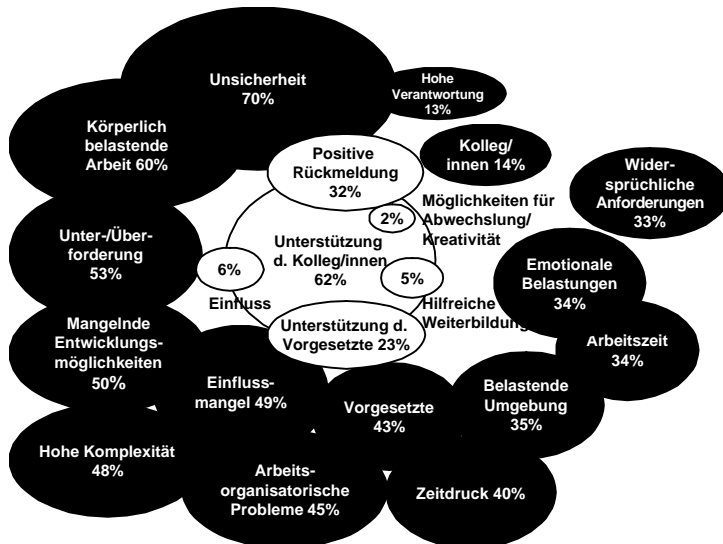 Unsicherheit
70%
Hohe
Verantwortung
13%
Körperlich
belastende
Arbeit 60%
Kolleg/
innen 14%
Positive
Rückmeldung
32%
Wider-
sprüchliche
Anforderungen
33%
2%
Möglichkeiten für
Abwechslung/
Kreativität
Unter-/Über-
forderung
53%
6%
Einfluss
Unterstützung
d. Kolleg/innen
62%
5%
Hilfreiche
Weiterbildung
Emotionale
Belastungen
34%
Mangelnde
Entwicklungs-
möglichkeiten
50%
Unterstützung d.
Vorgesetzte 23%
Arbeitszeit
34%
Einfluss-
mangel 49%
Vorgesetzte
43%
Belastende
Umgebung
35%
Hohe Komplexität
48%
Arbeits-
organisatorische
Probleme 45%
Zeitdruck 40%